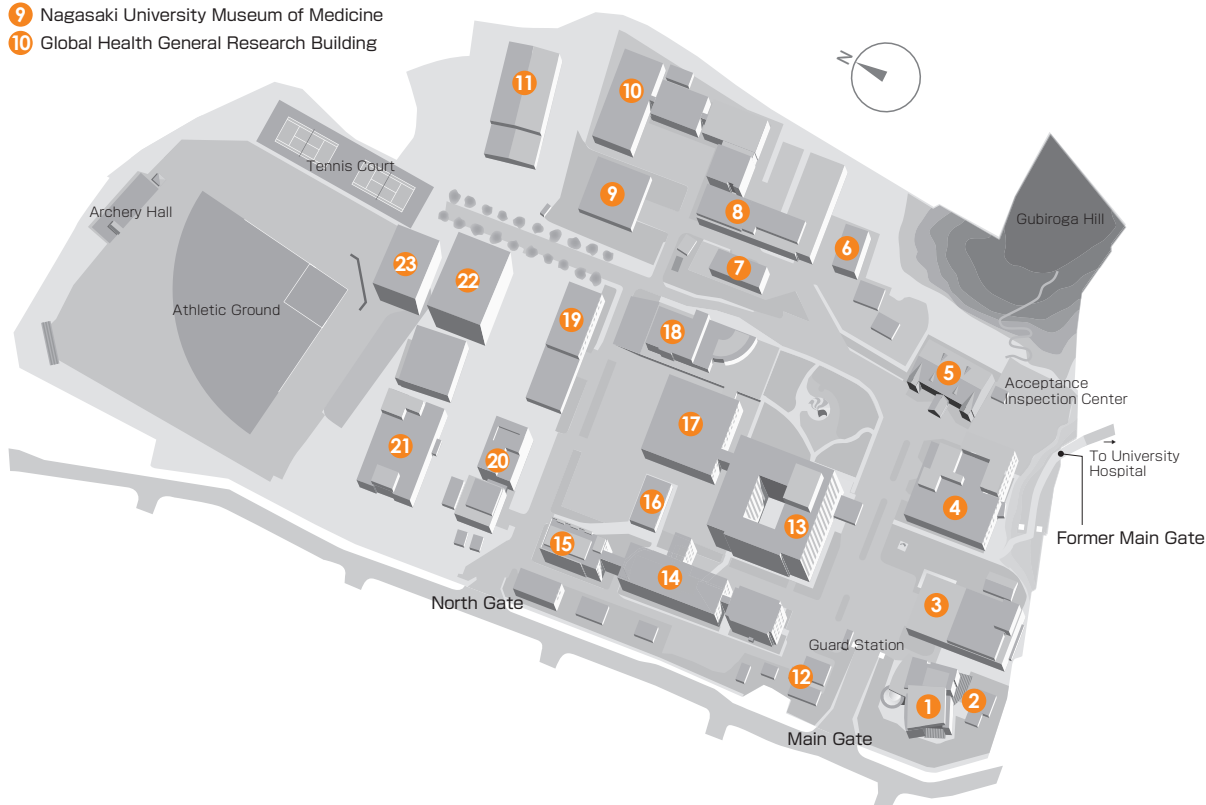 9 Nagasaki University Museum of Medicine
10 Global Health General Research Building
N
11
10
Tennis Court
9
Archery Hall
8
Gubiroga Hill
6
23
7
22
Athletic Ground
19
18
5
Acceptance
Inspection Center
17
21
To University
Hospital
20
16
4
13
Former Main Gate
15
14
North Gate
3
Guard Station
12
2
1
Main Gate